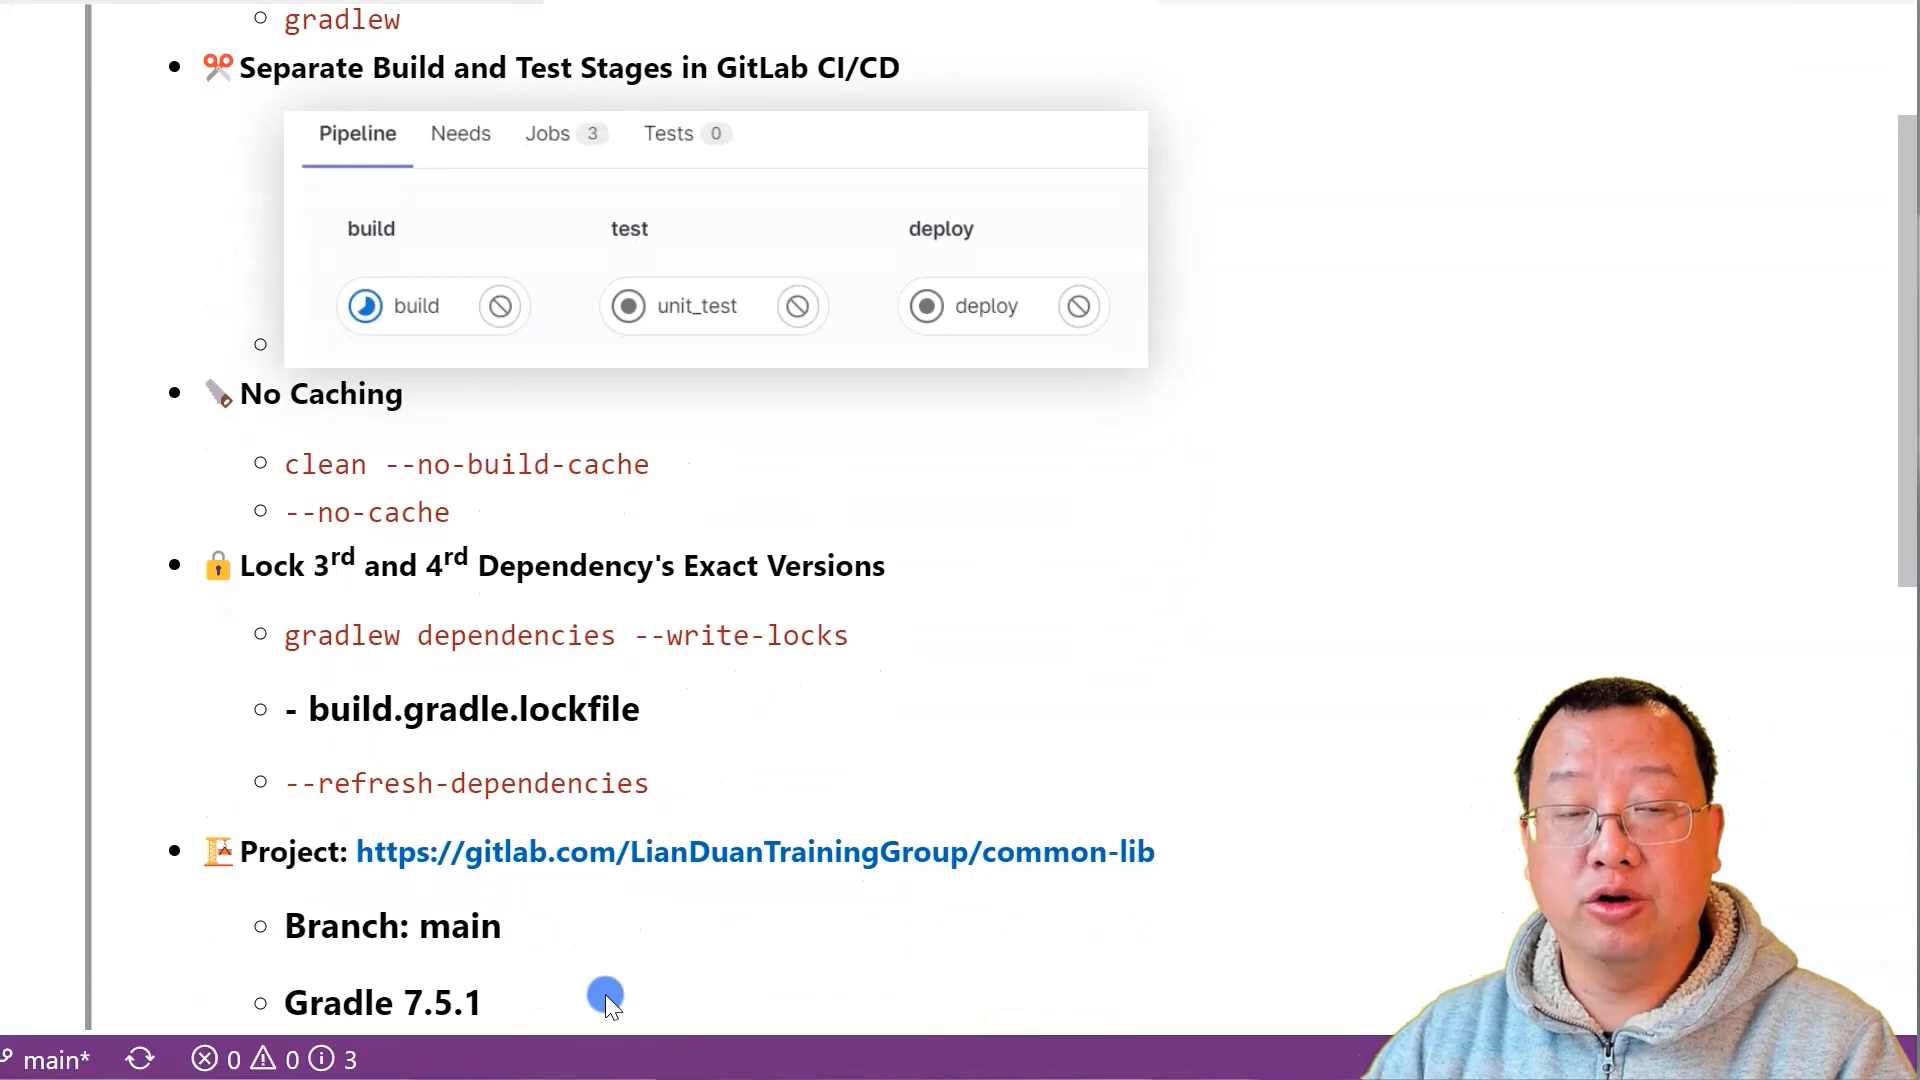 gradlew
Separate Build and Test Stages in GitLab CI/CD
Pipeline Needs Jobs 3 Tests 0
build test deploy
build unit_test deploy
No Caching
clean --no-build-cache
--no-cache
Lock 3rd and 4rd Dependency's Exact Versions
gradlew dependencies --write-locks
- build.gradle.lockfile
--refresh-dependencies
Project: https://gitlab.com/LianDuanTrainingGroup/common-lib
Branch: main
Gradle 7.5.1
main* 0 0 3